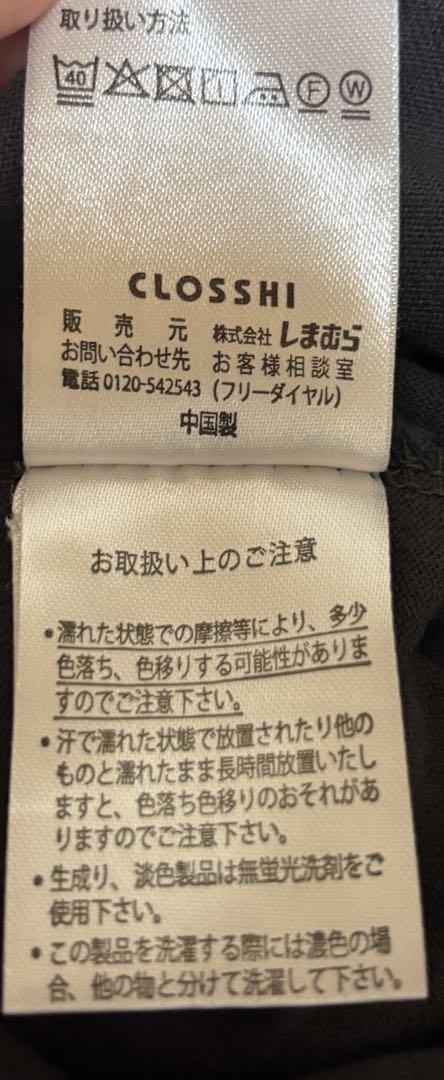 取り扱い方法
40 F W
CLOSSHI
販売元 株式会社しまむら
お問い合わせ先 お客様相談室
電話 0120-542543 (フリーダイヤル)
中国製
お取扱い上のご注意
•濡れた状態での摩擦等により、多少
色落ち、色移りする可能性がありま
すのでご注意下さい。
•汗で濡れた状態で放置されたり他の
ものと濡れたまま長時間放置いたし
ますと、色落ち色移りのおそれがあ
りますのでご注意下さい。
•生成り、淡色製品は無蛍光洗剤をご
使用下さい。
•この製品を洗濯する際には濃色の場
合、他の物と分けて洗濯して下さい。